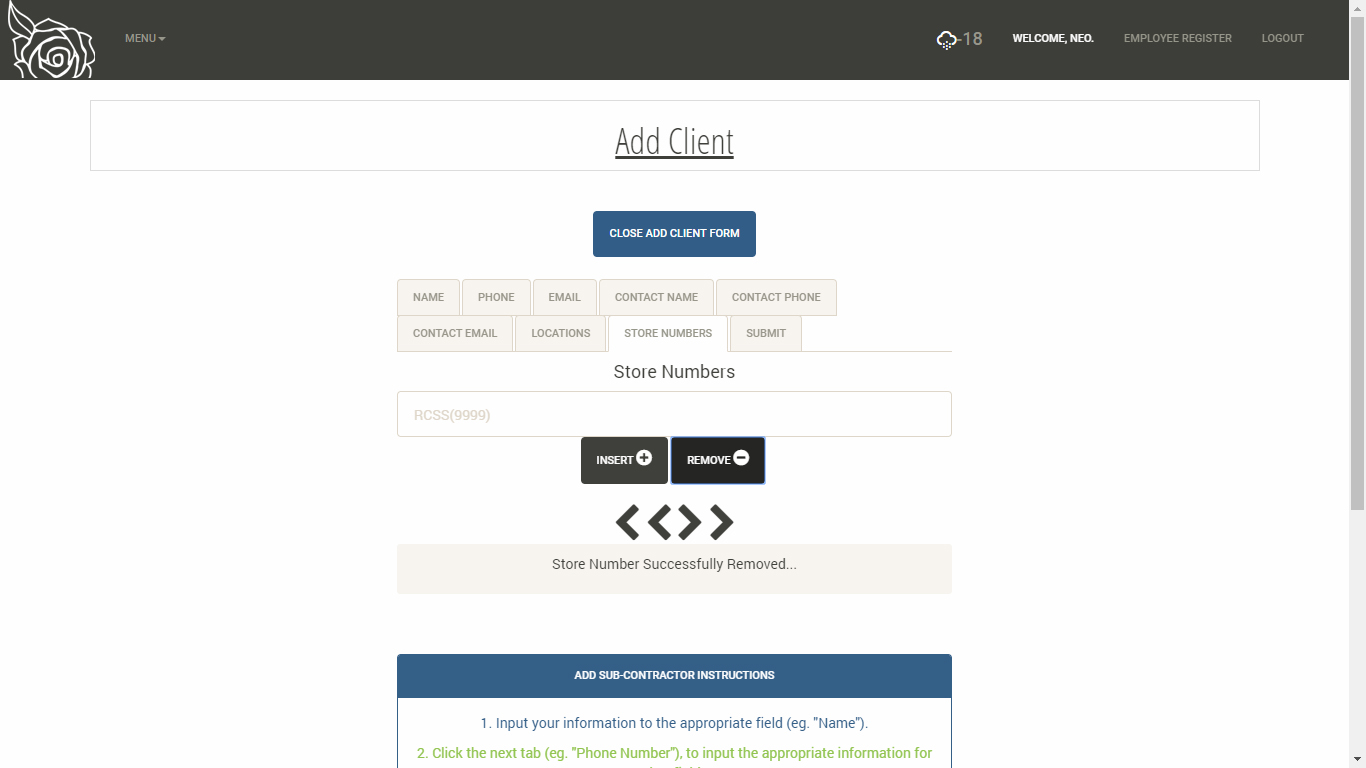 MENU
-18
WELCOME, NEO.
EMPLOYEE REGISTER
LOGOUT
Add Client
CLOSE ADD CLIENT FORM
NAME
PHONE
EMAIL
CONTACT NAME
CONTACT PHONE
CONTACT EMAIL
LOCATIONS
STORE NUMBERS
SUBMIT
Store Numbers
RCSS(9999)
INSERT
REMOVE
Store Number Successfully Removed...
ADD SUB-CONTRACTOR INSTRUCTIONS
1. Input your information to the appropriate field (eg. "Name").
2. Click the next tab (eg. "Phone Number"), to input the appropriate information for